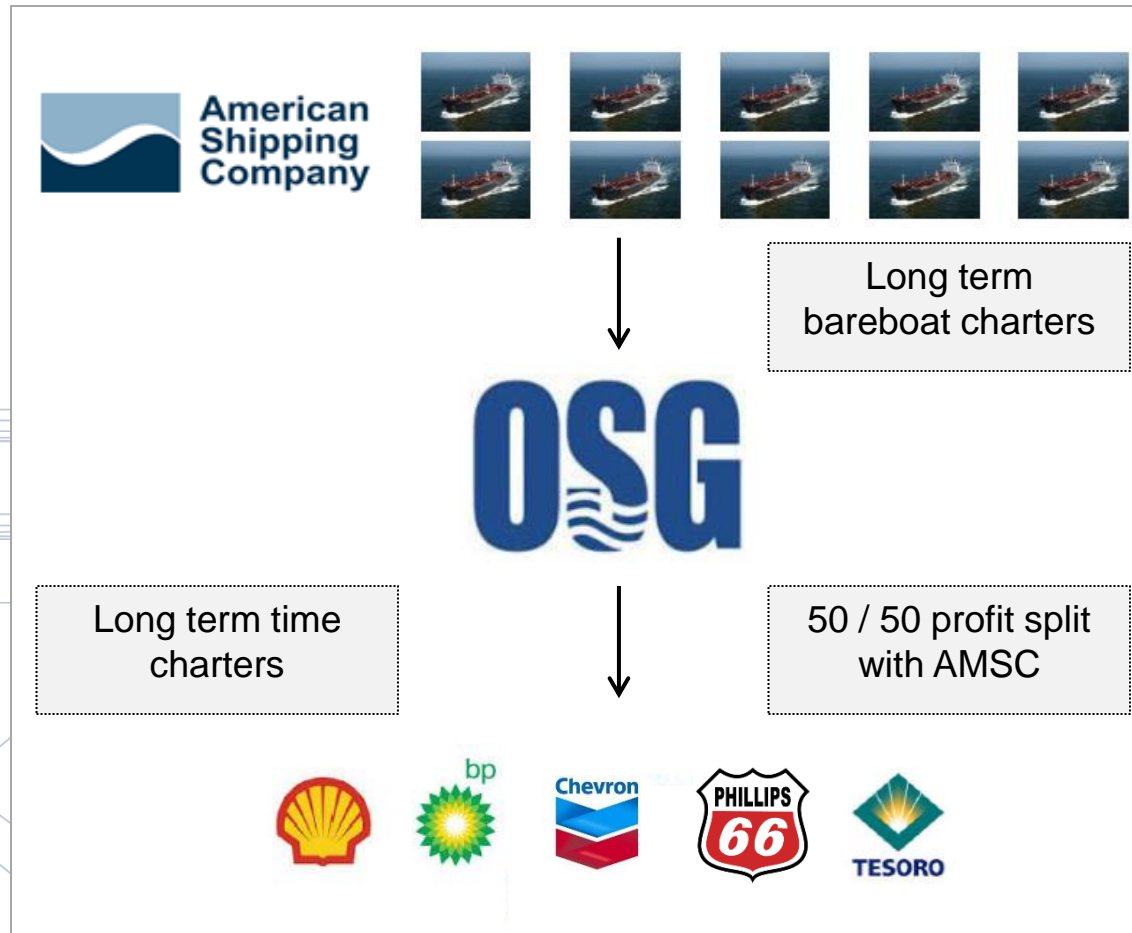 American
Shipping
Company
Long term
bareboat charters
OSG
Long term time
charters
50 / 50 profit split
with AMSC
bp
Chevron
PHILLIPS
66
TESORO